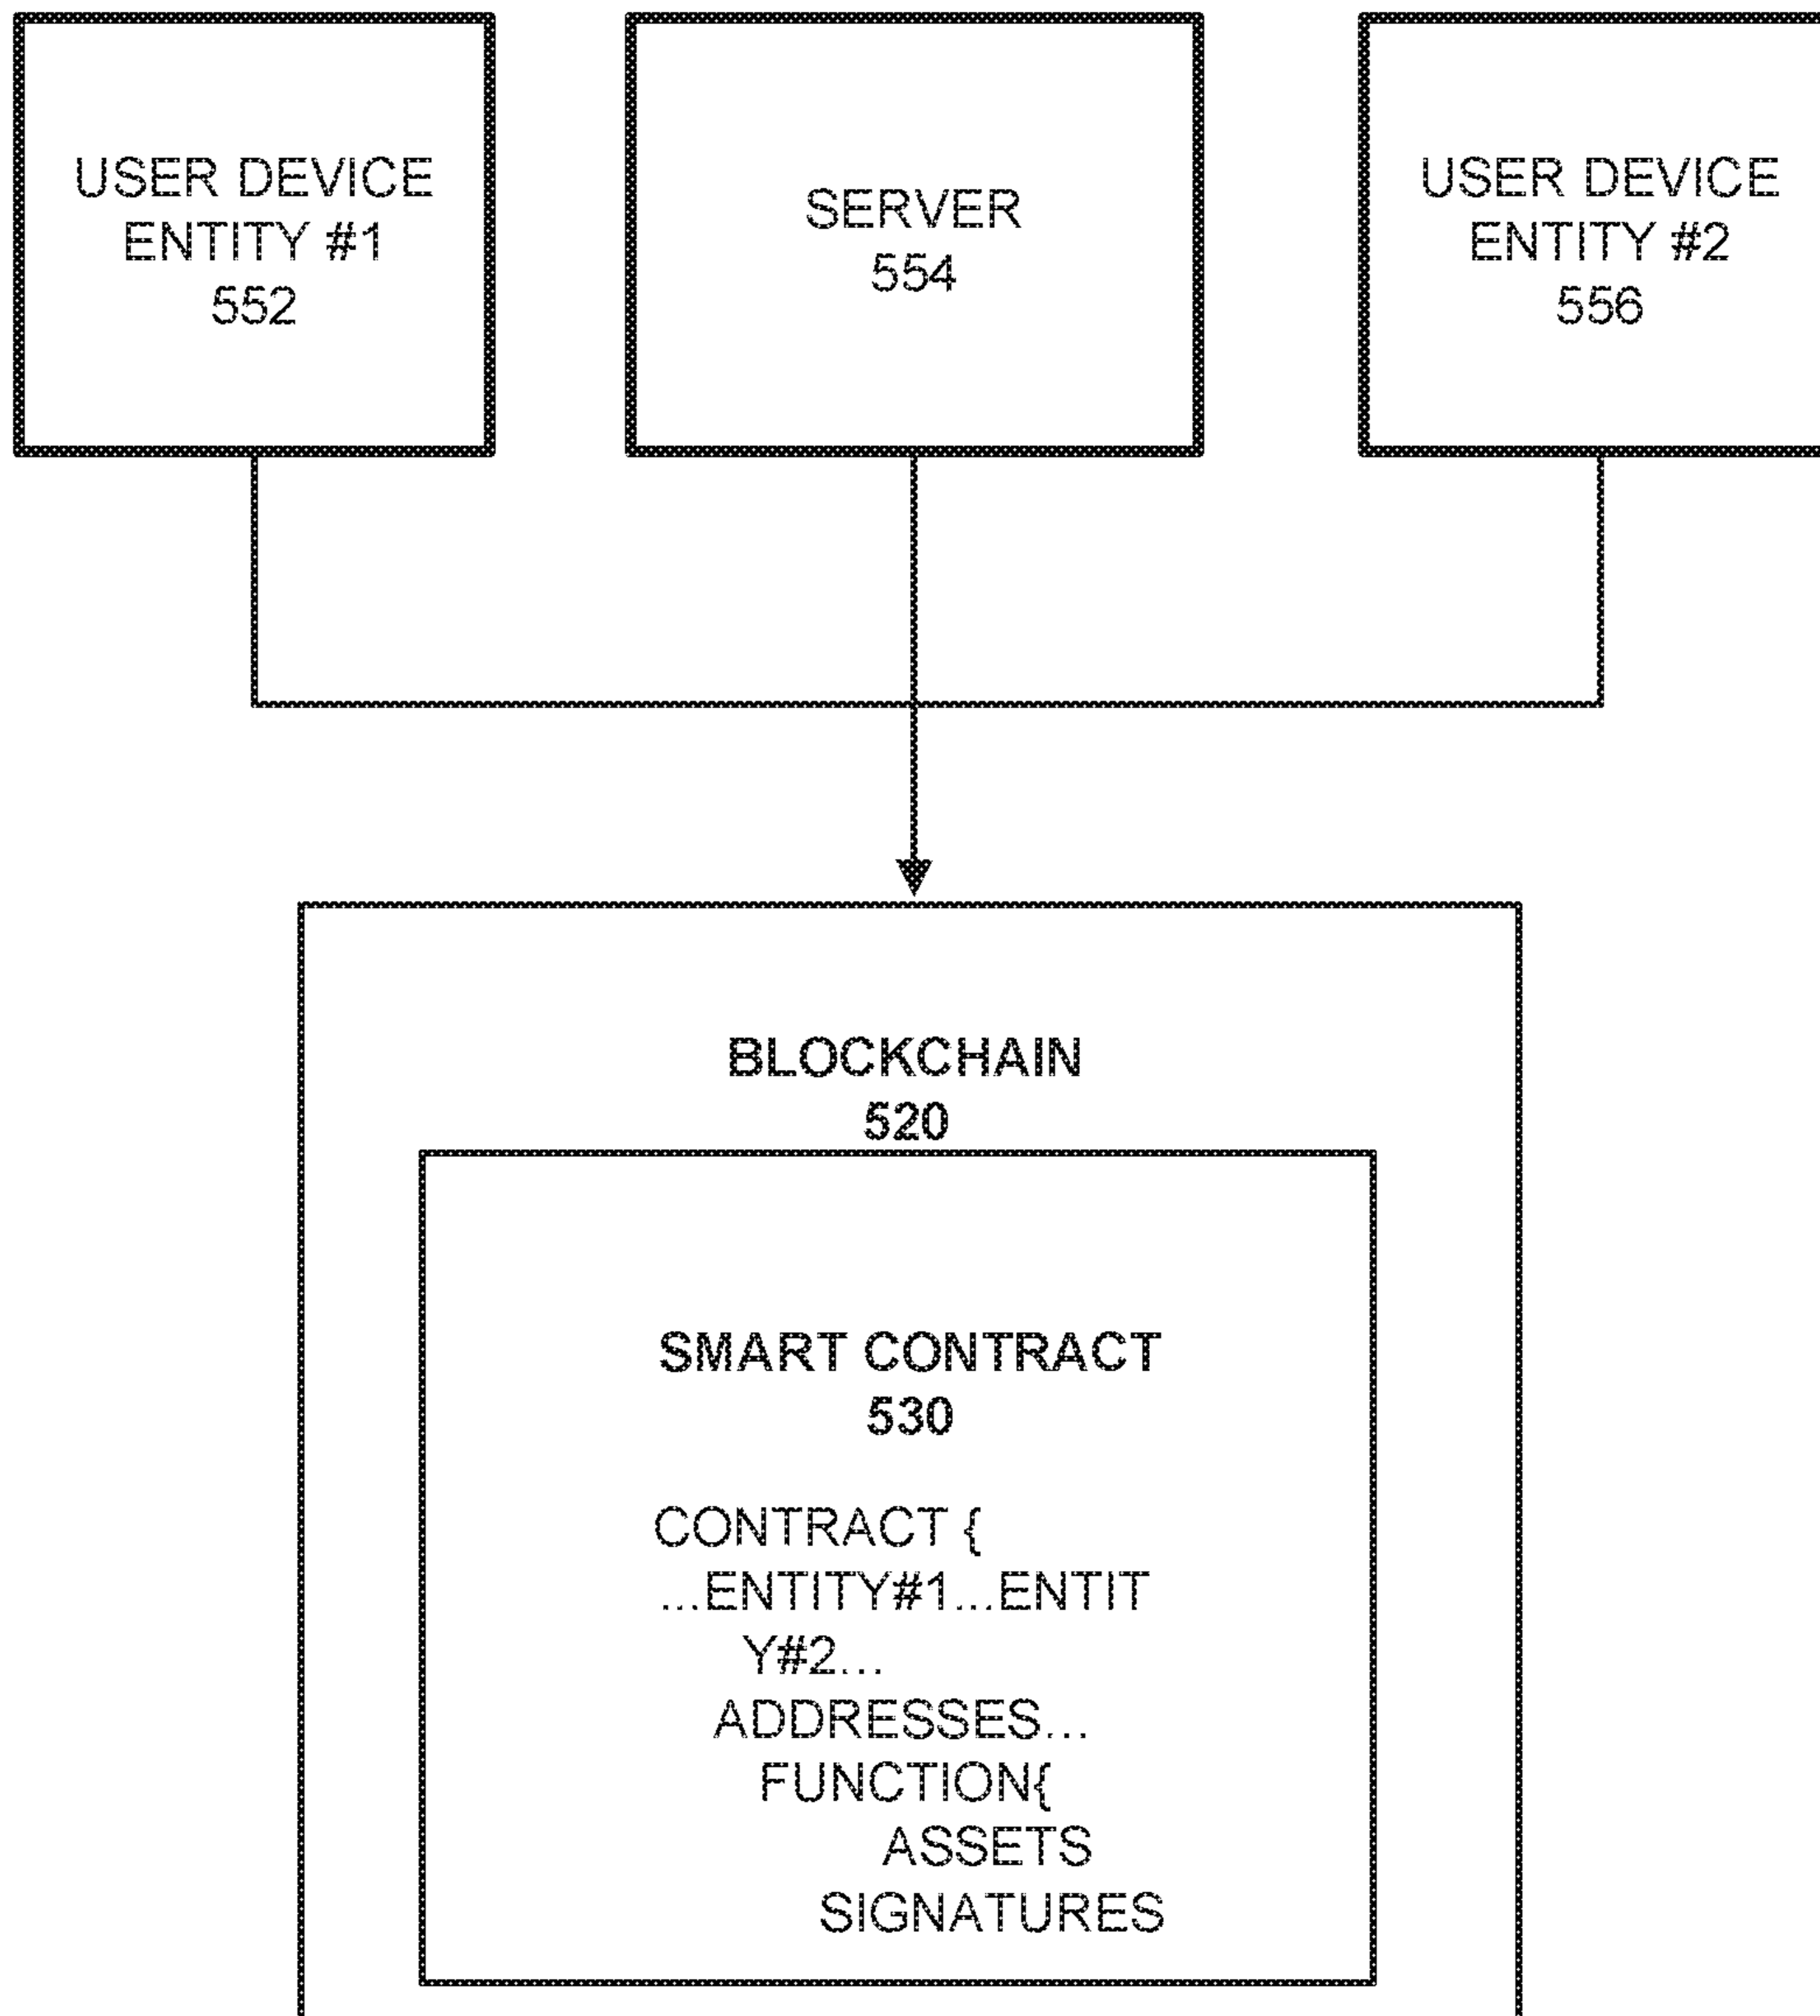 USER DEVICE
ENTITY #1
552
SERVER
554
USER DEVICE
ENTITY #2
556
BLOCKCHAIN
520
SMART CONTRACT
530
CONTRACT {
...ENTITY#1...ENTIT
Y#2...
ADDRESSES...
FUNCTION{
ASSETS
SIGNATURES